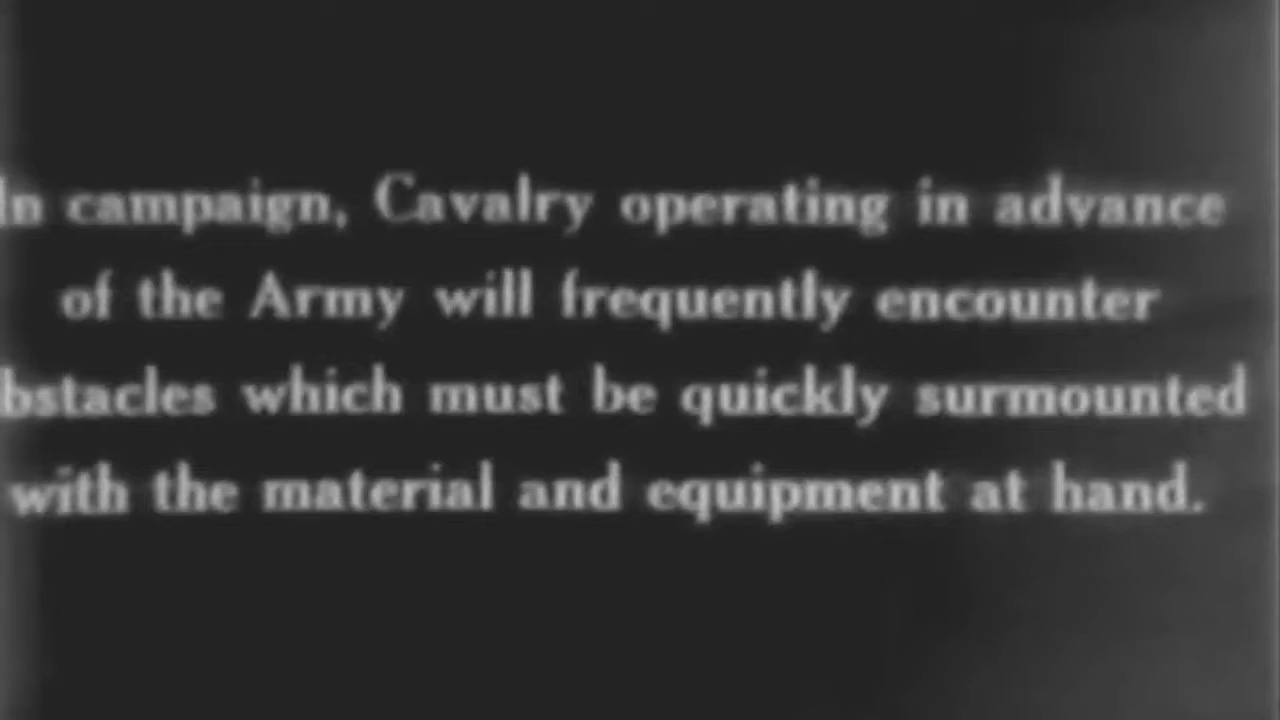 In campaign, Cavalry operating in advance
of the Army will frequently encounter
bstacles which must be quickly surmounted
with the material and equipment at hand.